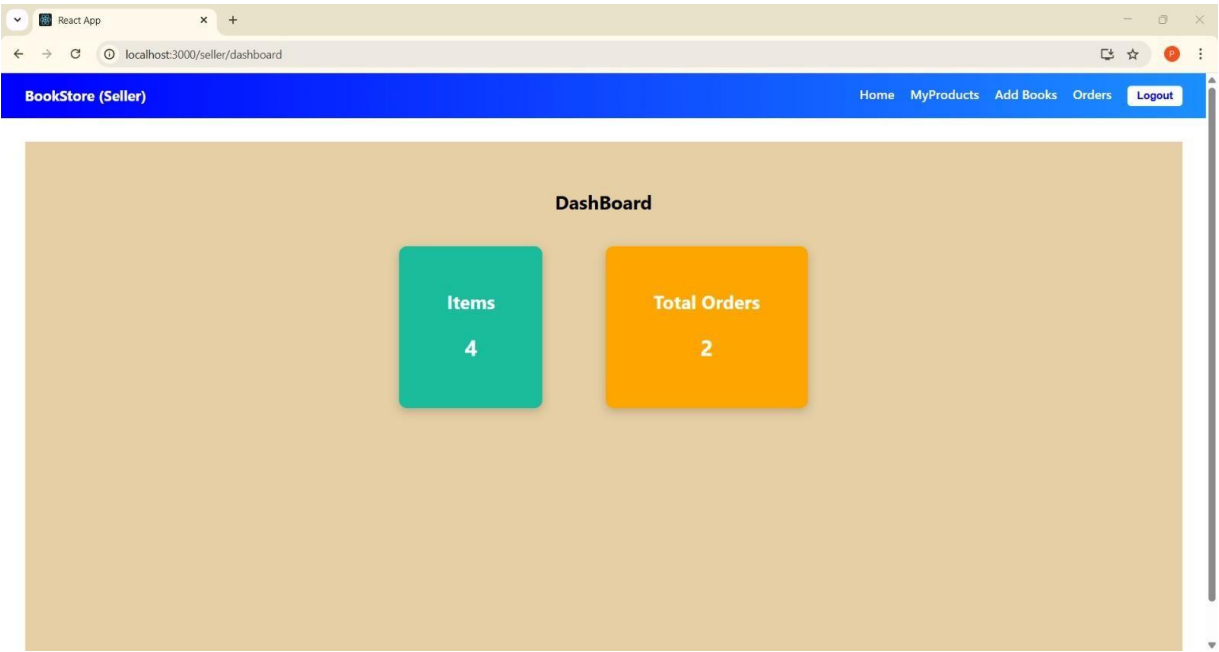 React App
localhost:3000/seller/dashboard
P
BookStore (Seller) Home MyProducts Add Books Orders Logout
DashBoard
Items Total Orders
4 2